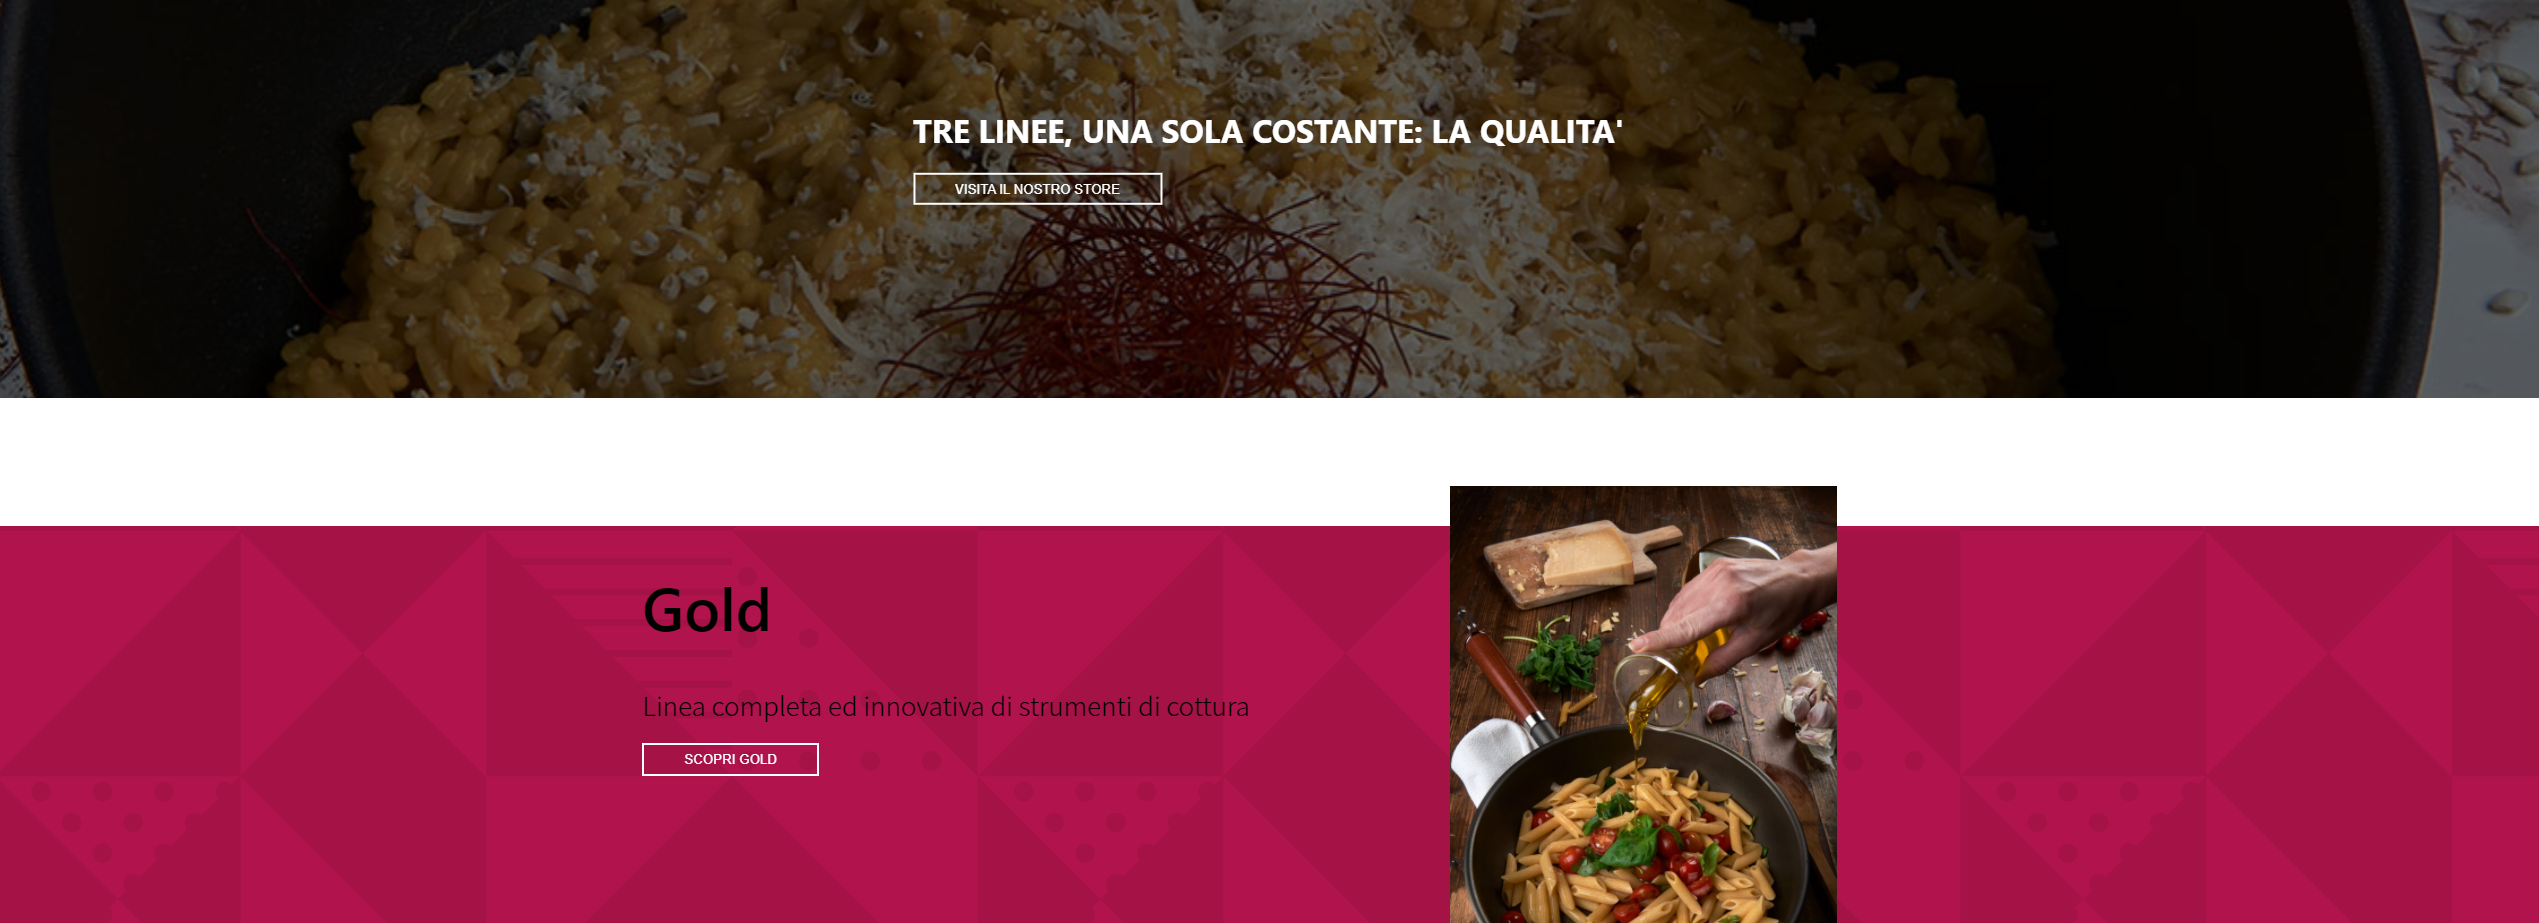 TRE LINEE, UNA SOLA COSTANTE: LA QUALITA'
VISITA IL NOSTRO STORE
Gold
Linea completa ed innovativa di strumenti di cottura
SCOPRI GOLD